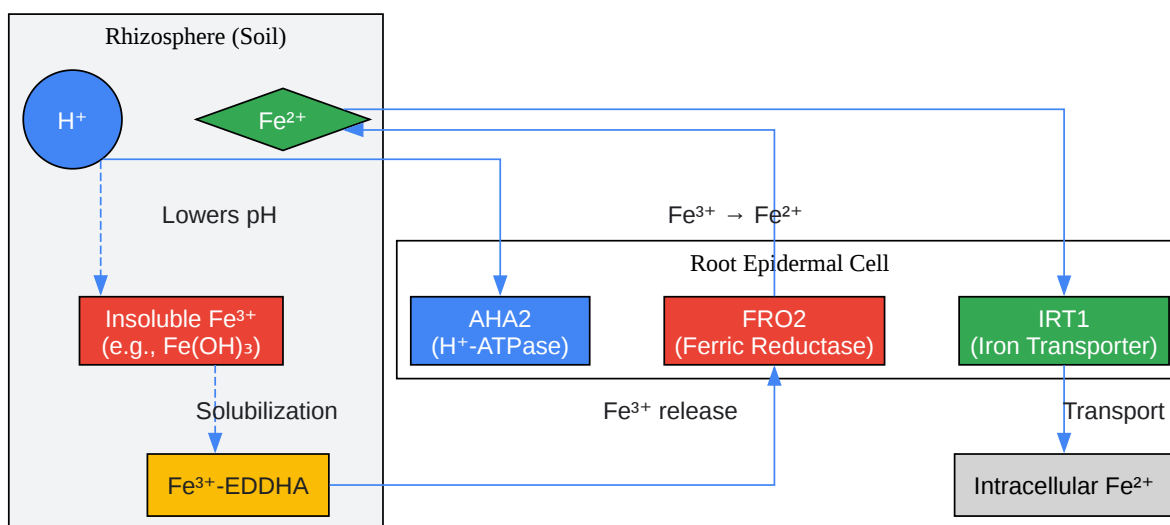 Rhizosphere (Soil)
H⁺
Fe²⁺
Lowers pH
Fe³⁺ → Fe²⁺
Root Epidermal Cell
Insoluble Fe³⁺
(e.g., Fe(OH)₃)
AHA2
(H⁺-ATPase)
FRO2
(Ferric Reductase)
IRT1
(Iron Transporter)
Solubilization
Fe³⁺ release
Transport
Fe³⁺-EDDHA
Intracellular Fe²⁺